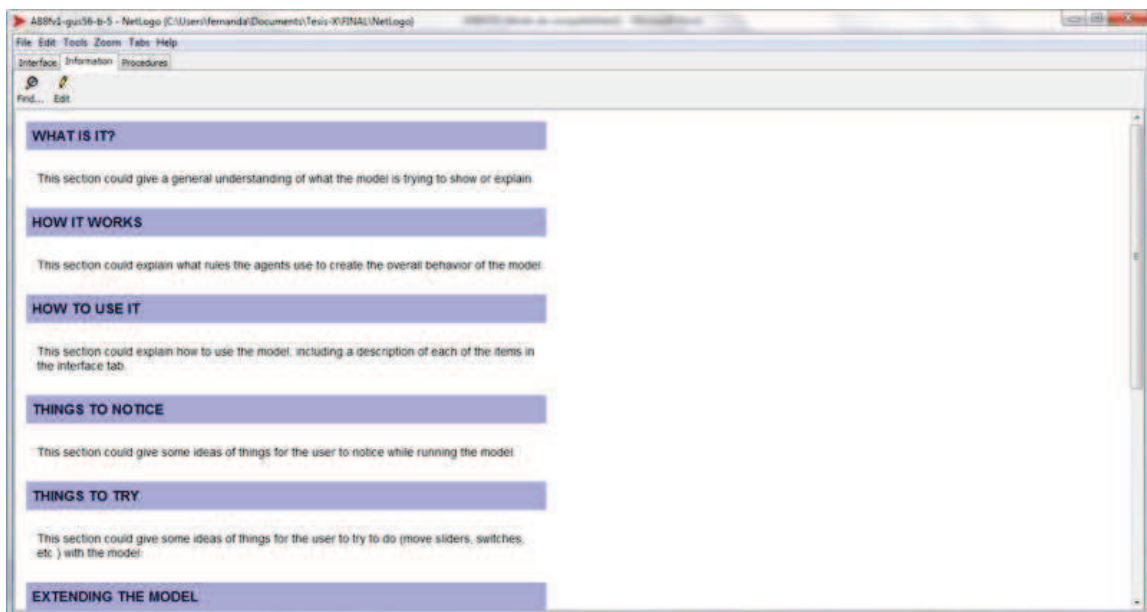 A88fv1-gus56-b-5 - NetLogo {C:\Users\fernanda\Documents\Tesis-X\FINAL\NetLogo}
File Edit Tools Zoom Tabs Help
Interface Information Procedures
Find... Edit
WHAT IS IT?
This section could give a general understanding of what the model is trying to show or explain.
HOW IT WORKS
This section could explain what rules the agents use to create the overall behavior of the model.
HOW TO USE IT
This section could explain how to use the model, including a description of each of the items in
the interface tab.
THINGS TO NOTICE
This section could give some ideas of things for the user to notice while running the model.
THINGS TO TRY
This section could give some ideas of things for the user to try to do (move sliders, switches,
etc.) with the model.
EXTENDING THE MODEL